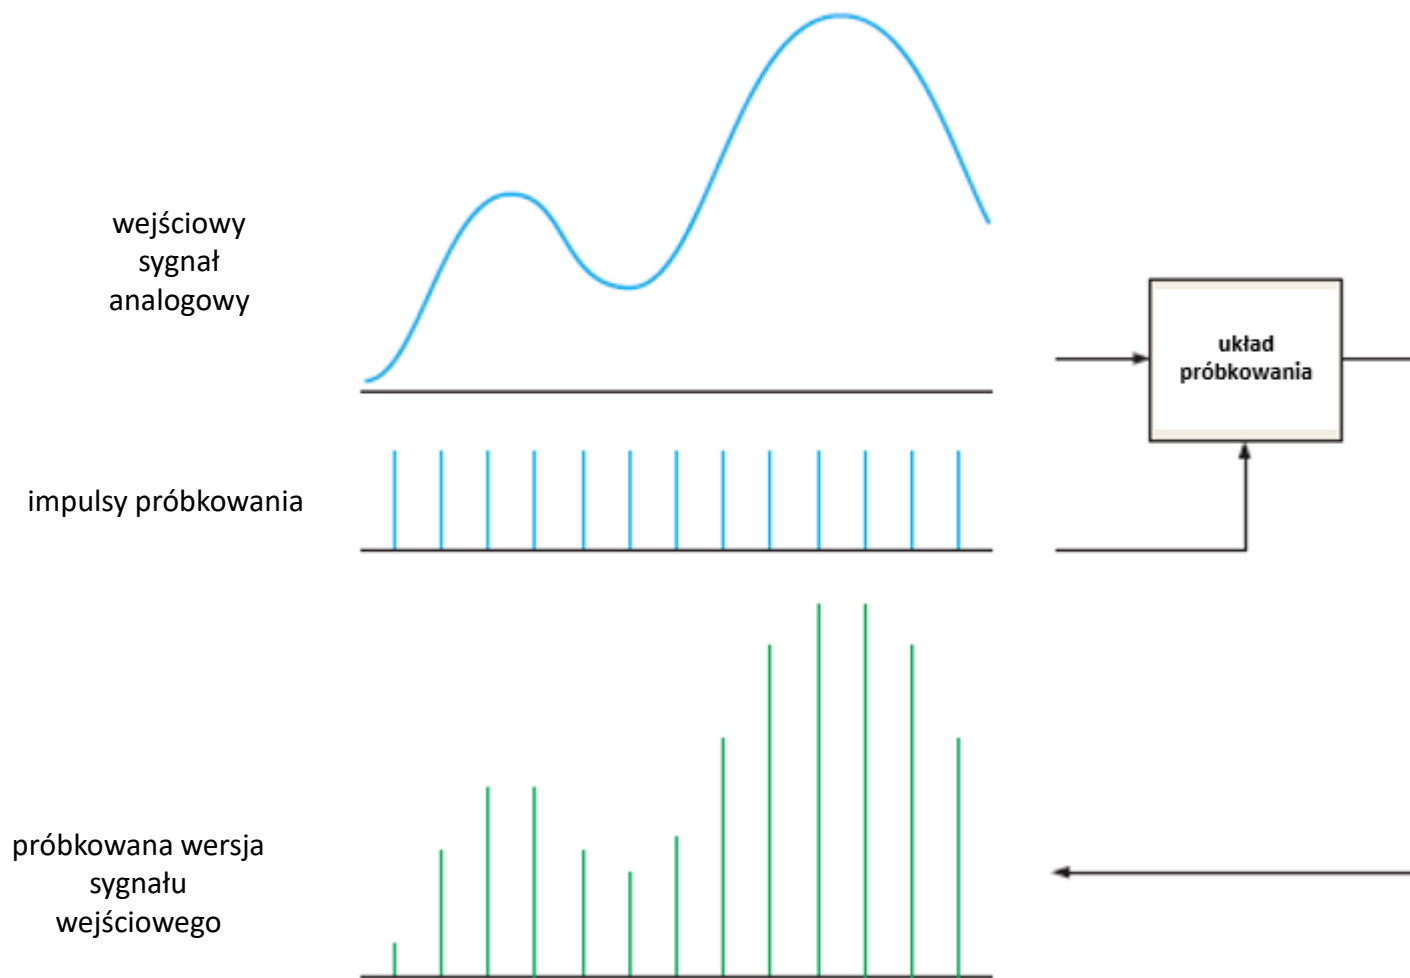 wejściowy
sygnał
analogowy
układ
próbkowania
impulsy próbkowania
próbkowana wersja
sygnału
wejściowego